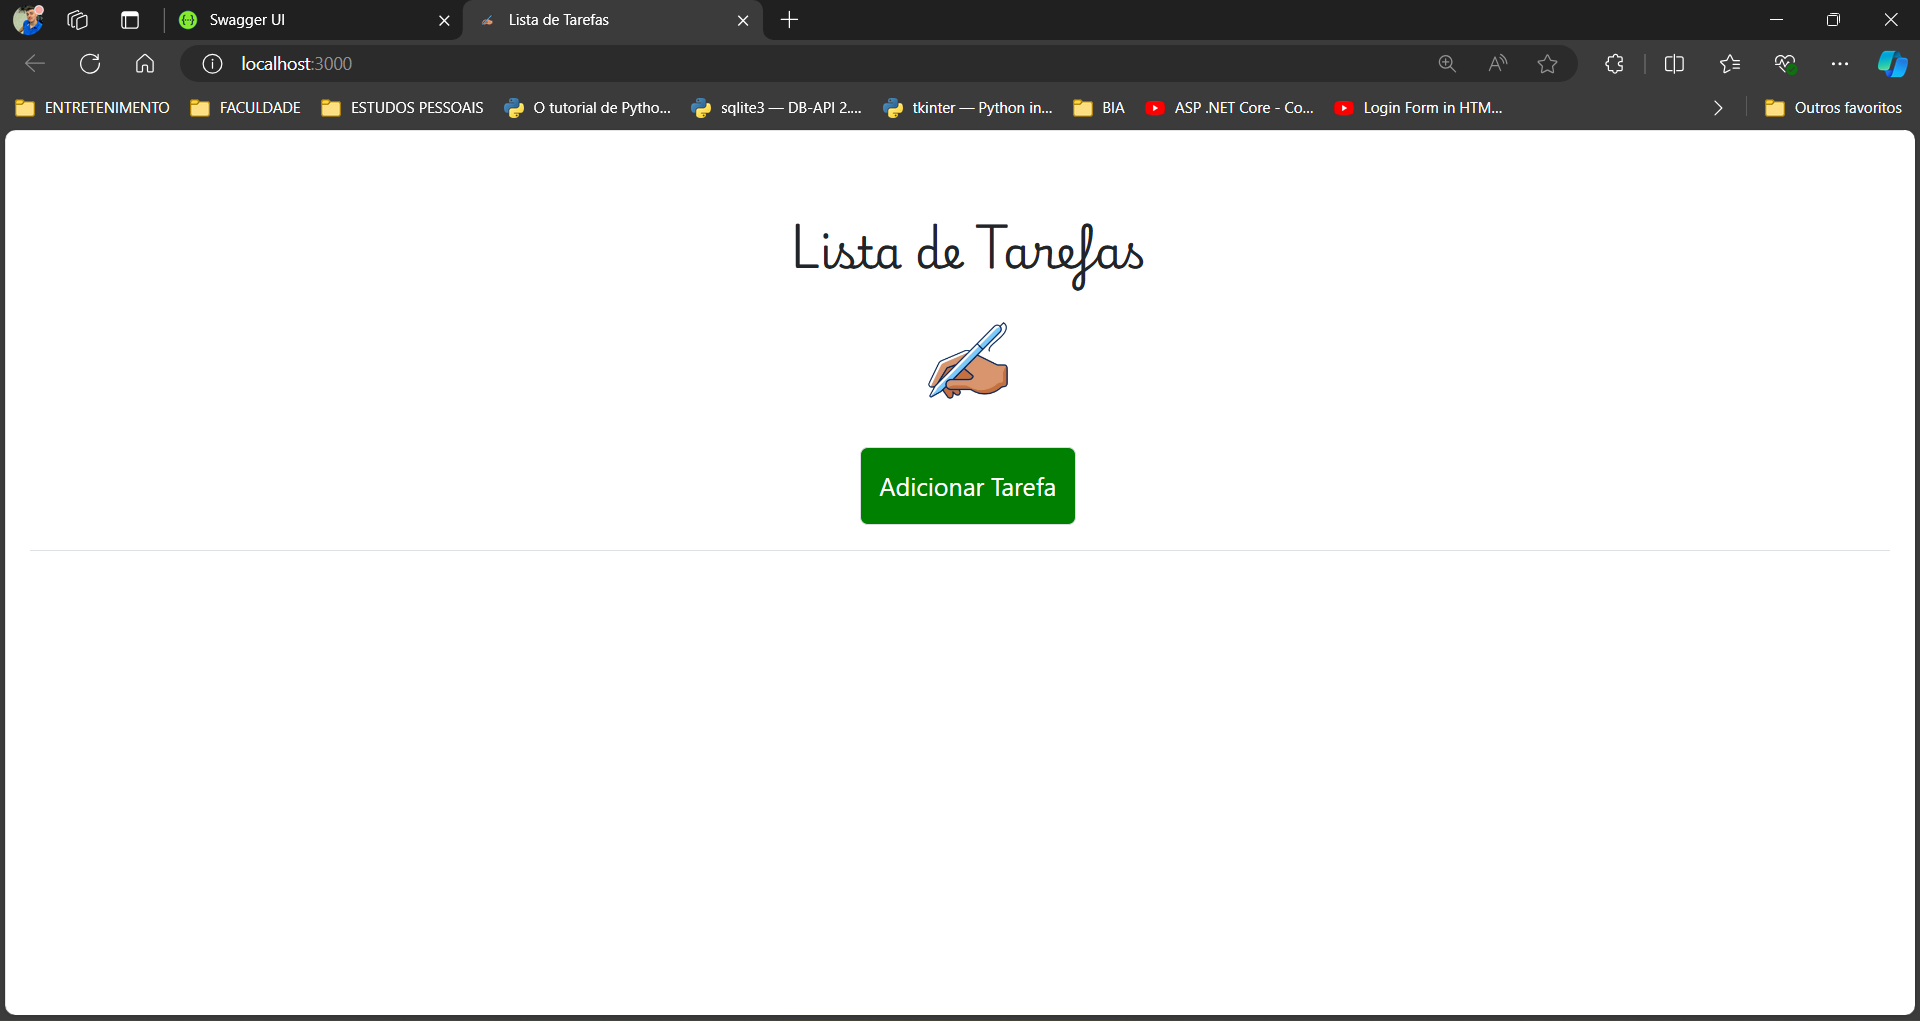 Swagger UI
Lista de Tarefas
localhost:3000
ENTRETENIMENTO
FACULDADE
ESTUDOS PESSOAIS
O tutorial de Pytho...
sqlite3 — DB-API 2....
tkinter — Python in...
BIA
ASP .NET Core - Co...
Login Form in HTM...
Outros favoritos
Lista de Tarefas
Adicionar Tarefa